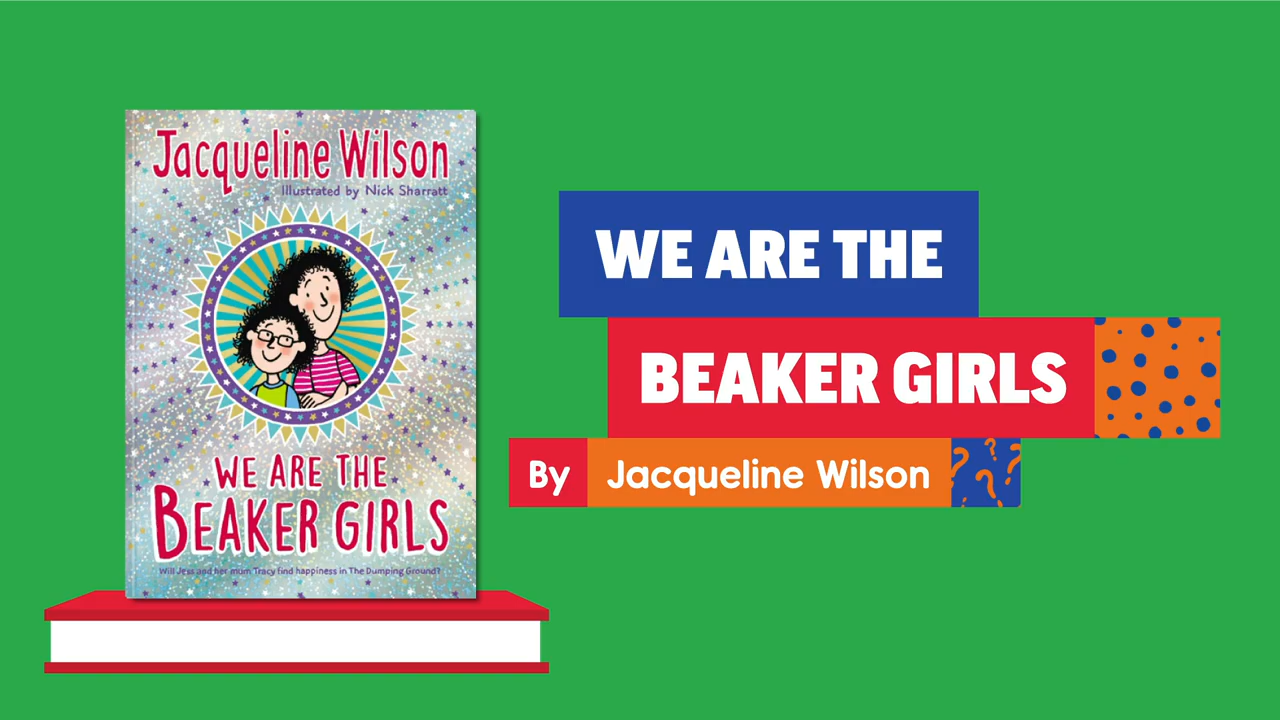 Jacqueline Wilson
Illustrated by Nick Sharratt
WE ARE THE
BEAKER GIRLS
Will Jess and her mum Tracy find happiness in The Dumping Ground?
WE ARE THE
BEAKER GIRLS
By Jacqueline Wilson